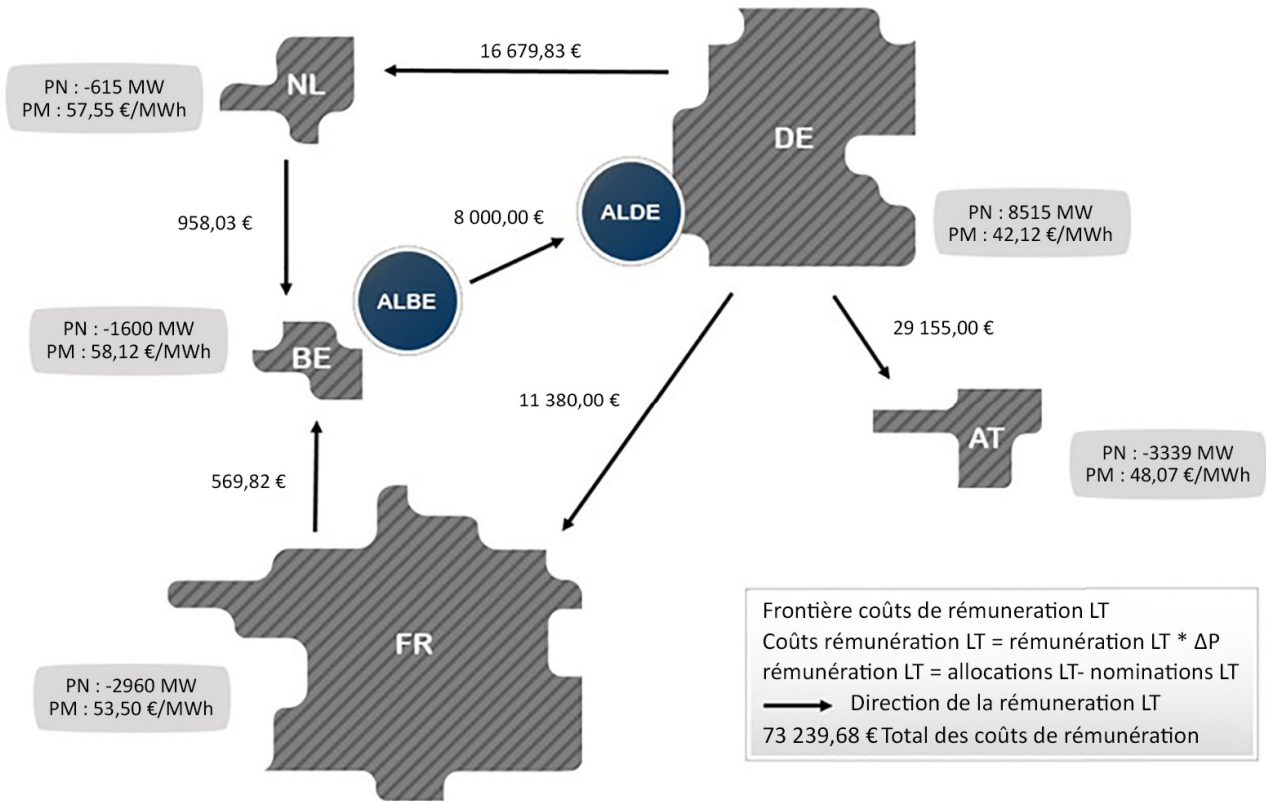 16 679,83 €
NL
PN : -615 MW
PM : 57,55 €/MWh
DE
ALDE
958,03 €
8 000,00 €
PN : 8515 MW
PM : 42,12 €/MWh
ALBE
PN : -1600 MW
PM : 58,12 €/MWh
BE
29 155,00 €
11 380,00 €
AT
PN : -3339 MW
PM : 48,07 €/MWh
569,82 €
FR
PN : -2960 MW
PM : 53,50 €/MWh
Frontière coûts de rémuneration LT
Coûts rémunération LT = rémunération LT * ΔP
rémunération LT = allocations LT- nominations LT
Direction de la rémuneration LT
73 239,68 € Total des coûts de rémunération